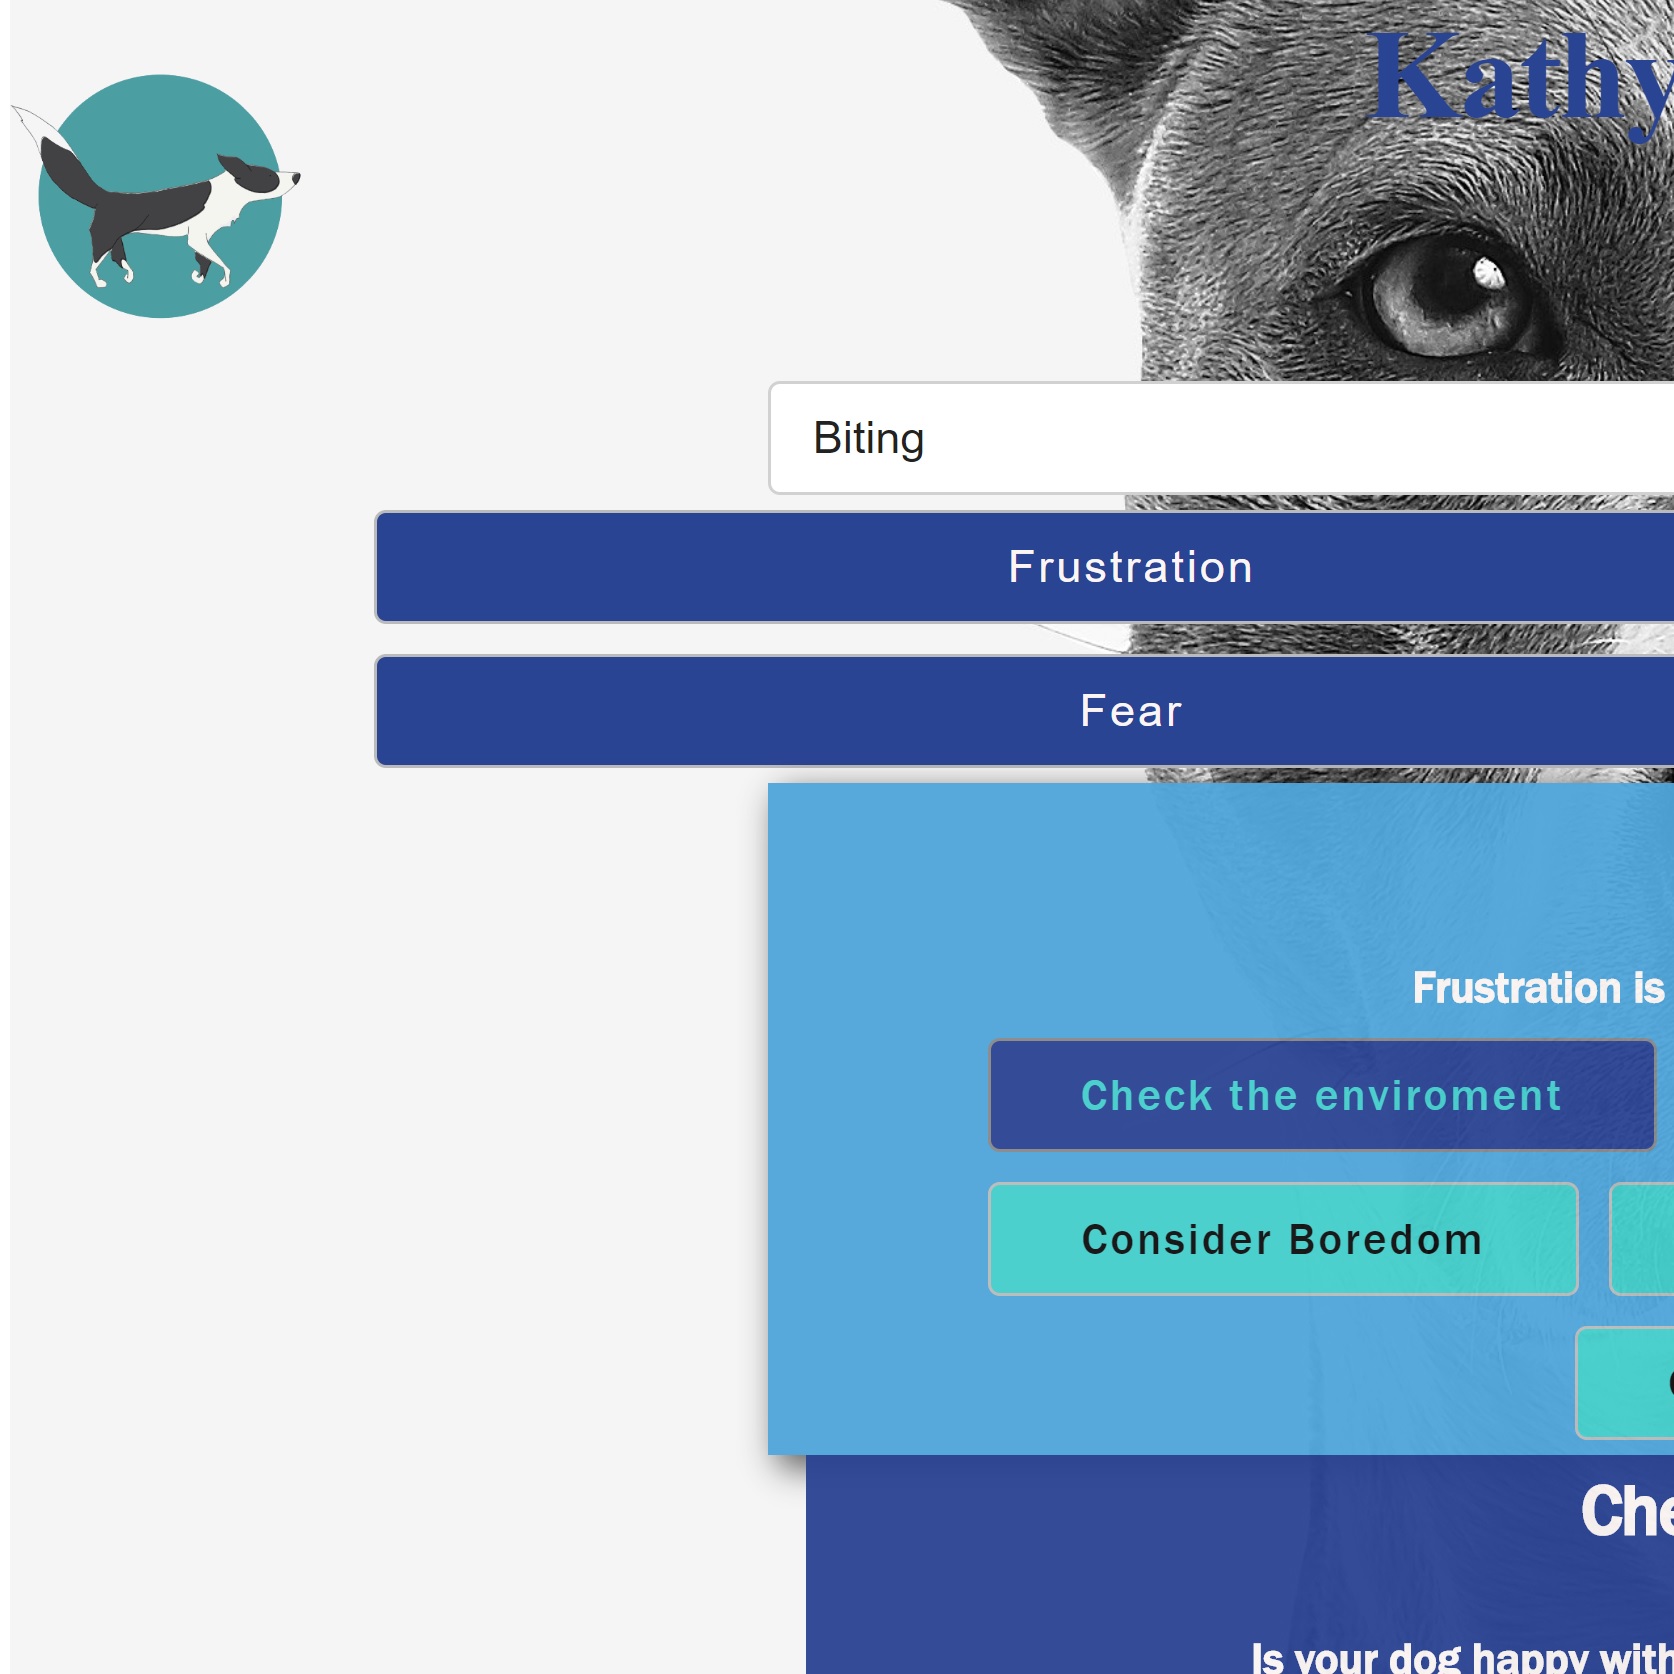 Kathy
Biting
Frustration
Fear
Frustration is
Check the enviroment
Consider Boredom
Che
Is your dog happy with